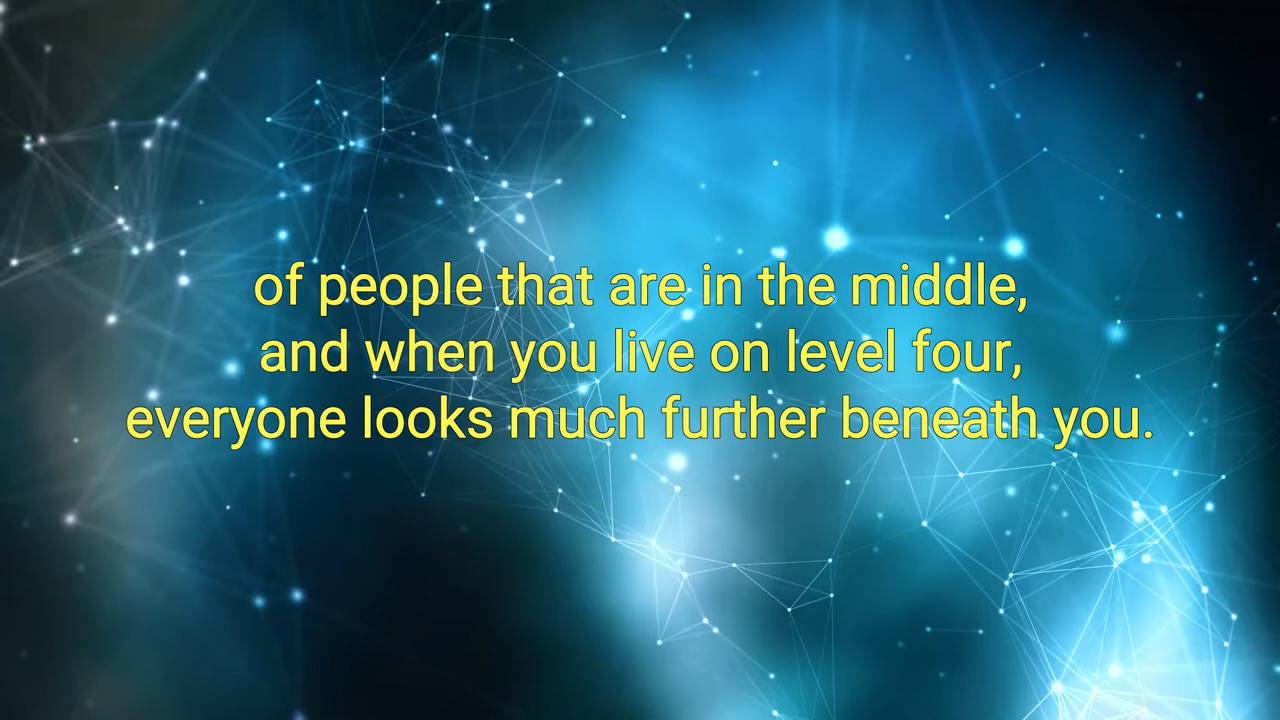 of people that are in the middle,
and when you live on level four,
everyone looks much further beneath you.